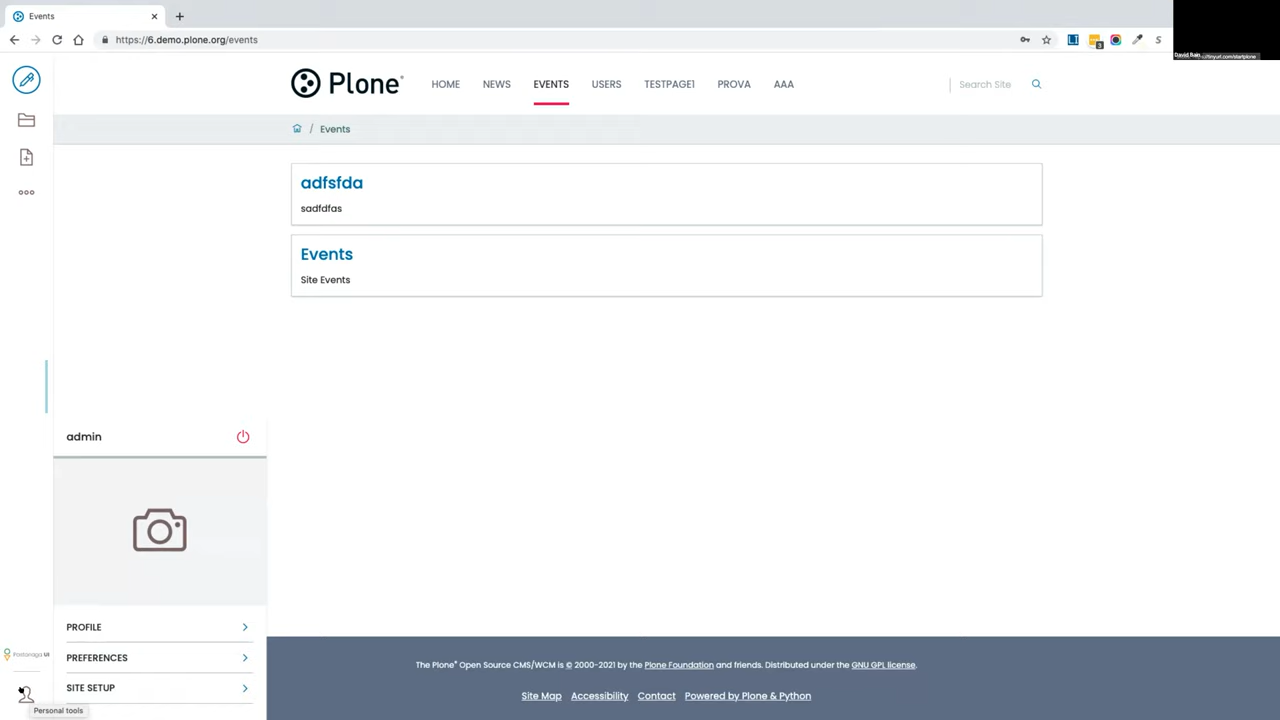 Events
https://6.demo.plone.org/events
3
David Bain
Plone®
HOME
NEWS
EVENTS
USERS
TESTPAGE1
PROVA
AAA
Search Site
/ Events
adfsfda
sadfdfas
Events
Site Events
admin
PROFILE
PREFERENCES
SITE SETUP
Personal tools
The Plone® Open Source CMS/WCM is © 2000-2021 by the Plone Foundation and friends. Distributed under the GNU GPL license.
Site Map
Accessibility
Contact
Powered by Plone & Python